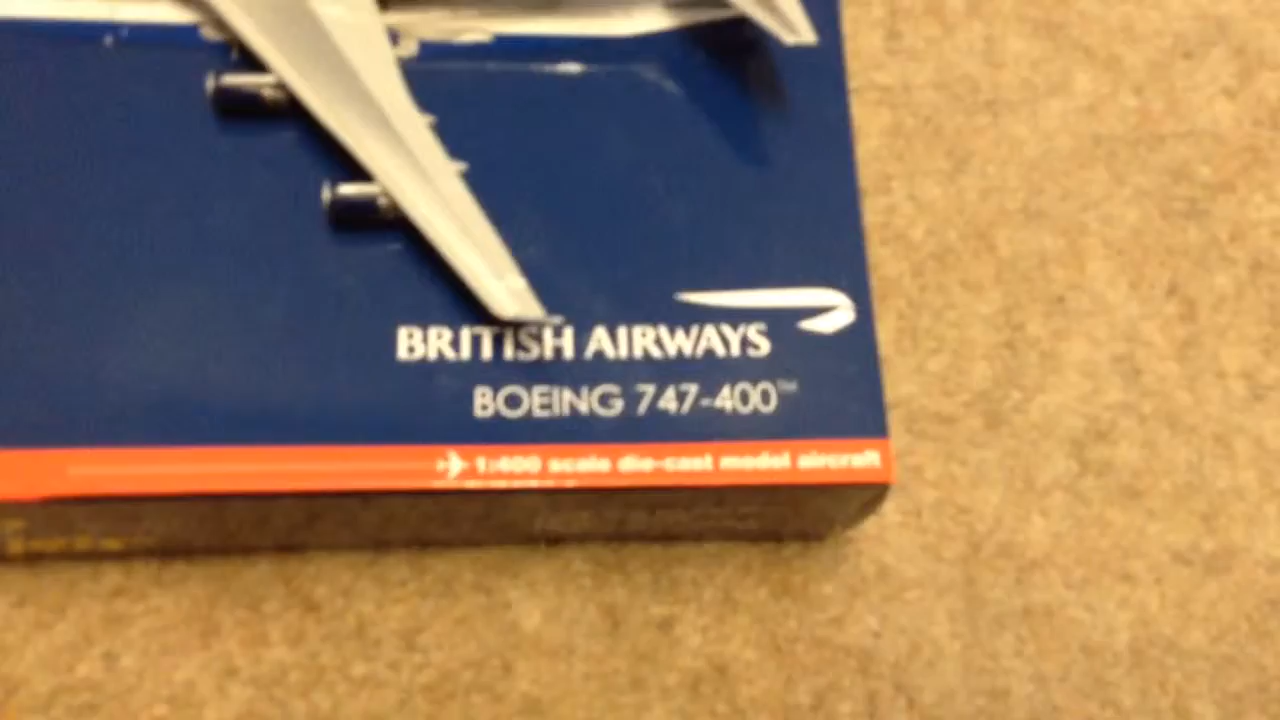 BRITISH AIRWAYS
BOEING 747-400™
1:400 scale die-cast model aircraft